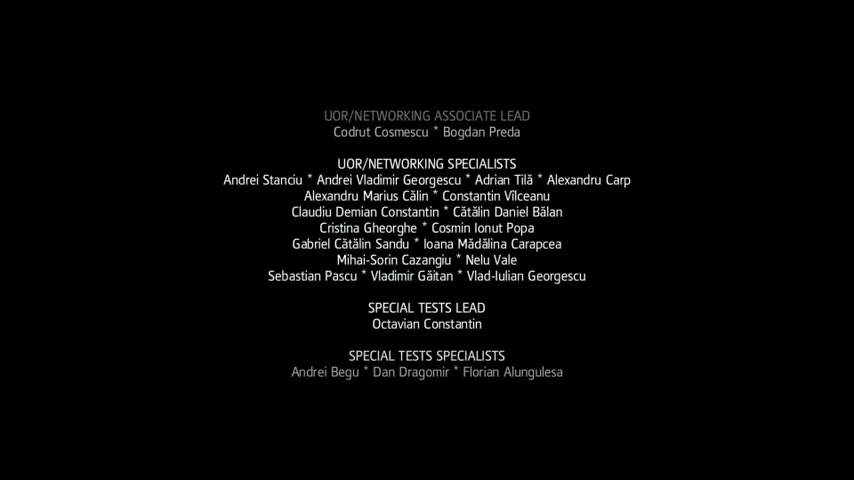 UOR/NETWORKING ASSOCIATE LEAD
Codrut Cosmescu * Bogdan Preda
UOR/NETWORKING SPECIALISTS
Andrei Stanciu * Andrei Vladimir Georgescu * Adrian Tilă * Alexandru Carp
Alexandru Marius Călin * Constantin Vîlceanu
Claudiu Demian Constantin * Cătălin Daniel Bălan
Cristina Gheorghe * Cosmin Ionut Popa
Gabriel Cătălin Sandu * Ioana Mădălina Carapcea
Mihai-Sorin Cazangiu * Nelu Vale
Sebastian Pascu * Vladimir Găitan * Vlad-Iulian Georgescu
SPECIAL TESTS LEAD
Octavian Constantin
SPECIAL TESTS SPECIALISTS
Andrei Begu * Dan Dragomir * Florian Alungulesa